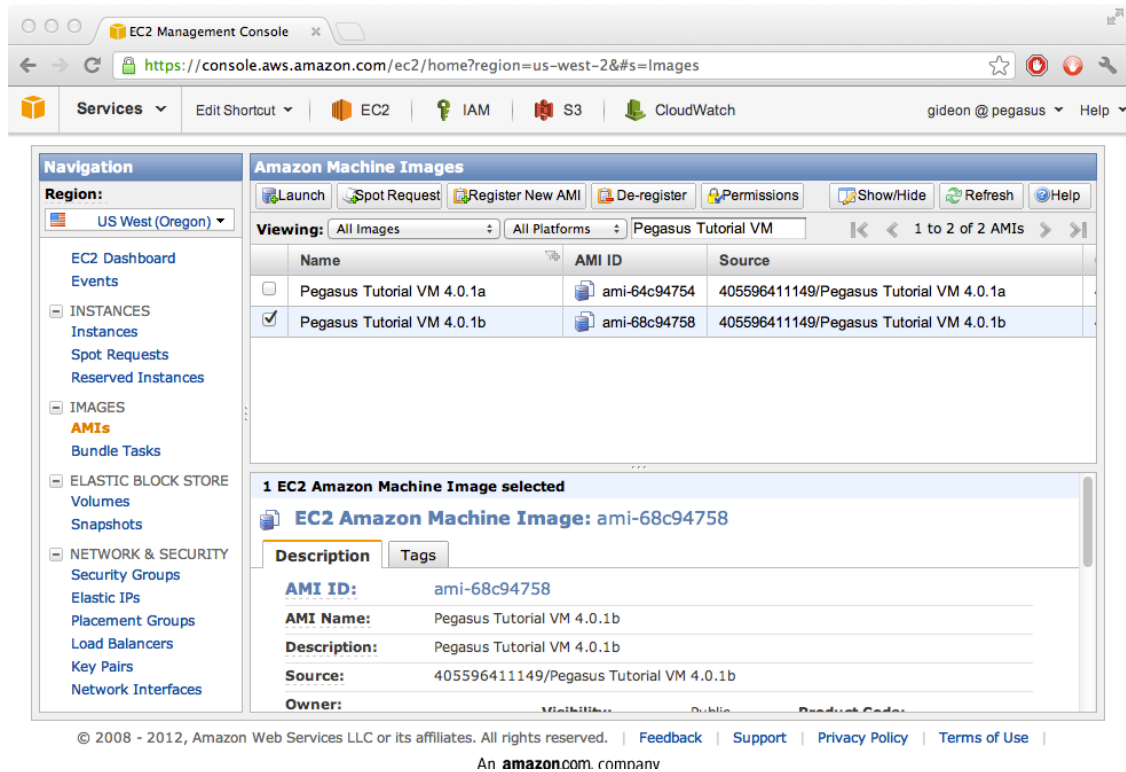 EC2 Management Console
https://console.aws.amazon.com/ec2/home?region=us-west-2&#s=Images
Services Edit Shortcut EC2 IAM S3 CloudWatch gideon @ pegasus Help
Navigation
Region:
US West (Oregon)
EC2 Dashboard
Events
INSTANCES
Instances
Spot Requests
Reserved Instances
IMAGES
AMIs
Bundle Tasks
ELASTIC BLOCK STORE
Volumes
Snapshots
NETWORK & SECURITY
Security Groups
Elastic IPs
Placement Groups
Load Balancers
Key Pairs
Network Interfaces
Amazon Machine Images
Launch Spot Request Register New AMI De-register Permissions Show/Hide Refresh Help
Viewing: All Images All Platforms Pegasus Tutorial VM 1 to 2 of 2 AMIs
Name AMI ID Source
Pegasus Tutorial VM 4.0.1a ami-64c94754 405596411149/Pegasus Tutorial VM 4.0.1a
Pegasus Tutorial VM 4.0.1b ami-68c94758 405596411149/Pegasus Tutorial VM 4.0.1b
1 EC2 Amazon Machine Image selected
EC2 Amazon Machine Image: ami-68c94758
Description Tags
AMI ID: ami-68c94758
AMI Name: Pegasus Tutorial VM 4.0.1b
Description: Pegasus Tutorial VM 4.0.1b
Source: 405596411149/Pegasus Tutorial VM 4.0.1b
Owner: Visibility: Public Product Code:
© 2008 - 2012, Amazon Web Services LLC or its affiliates. All rights reserved. | Feedback | Support | Privacy Policy | Terms of Use |
An amazon.com. company